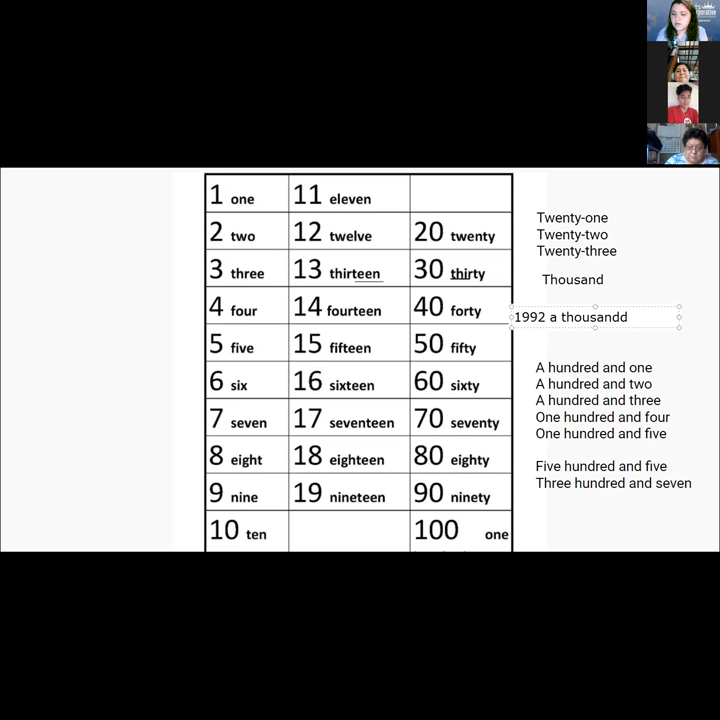 1 one 11 eleven
2 two 12 twelve 20 twenty
3 three 13 thirteen 30 thirty
4 four 14 fourteen 40 forty
5 five 15 fifteen 50 fifty
6 six 16 sixteen 60 sixty
7 seven 17 seventeen 70 seventy
8 eight 18 eighteen 80 eighty
9 nine 19 nineteen 90 ninety
10 ten 100 one
Twenty-one
Twenty-two
Twenty-three
Thousand
1992 a thousandd
A hundred and one
A hundred and two
A hundred and three
One hundred and four
One hundred and five
Five hundred and five
Three hundred and seven